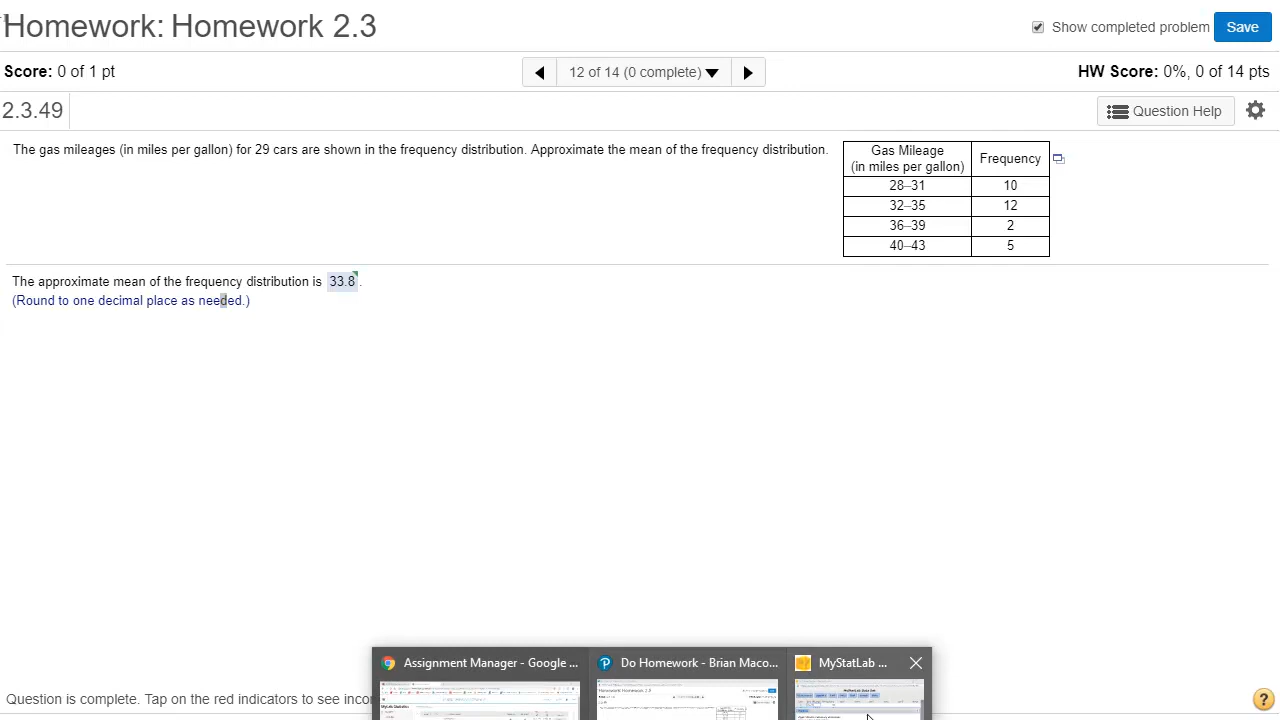 Homework: Homework 2.3
Show completed problem
Save
Score: 0 of 1 pt
12 of 14 (0 complete)
HW Score: 0%, 0 of 14 pts
2.3.49
Question Help
The gas mileages (in miles per gallon) for 29 cars are shown in the frequency distribution. Approximate the mean of the frequency distribution.
Gas Mileage (in miles per gallon) Frequency
28–31 10
32–35 12
36–39 2
40–43 5
The approximate mean of the frequency distribution is 33.8.
(Round to one decimal place as needed.)
Assignment Manager - Google ...
Do Homework - Brian Maco...
MyStatLab ...
Question is complete. Tap on the red indicators to see inco
?